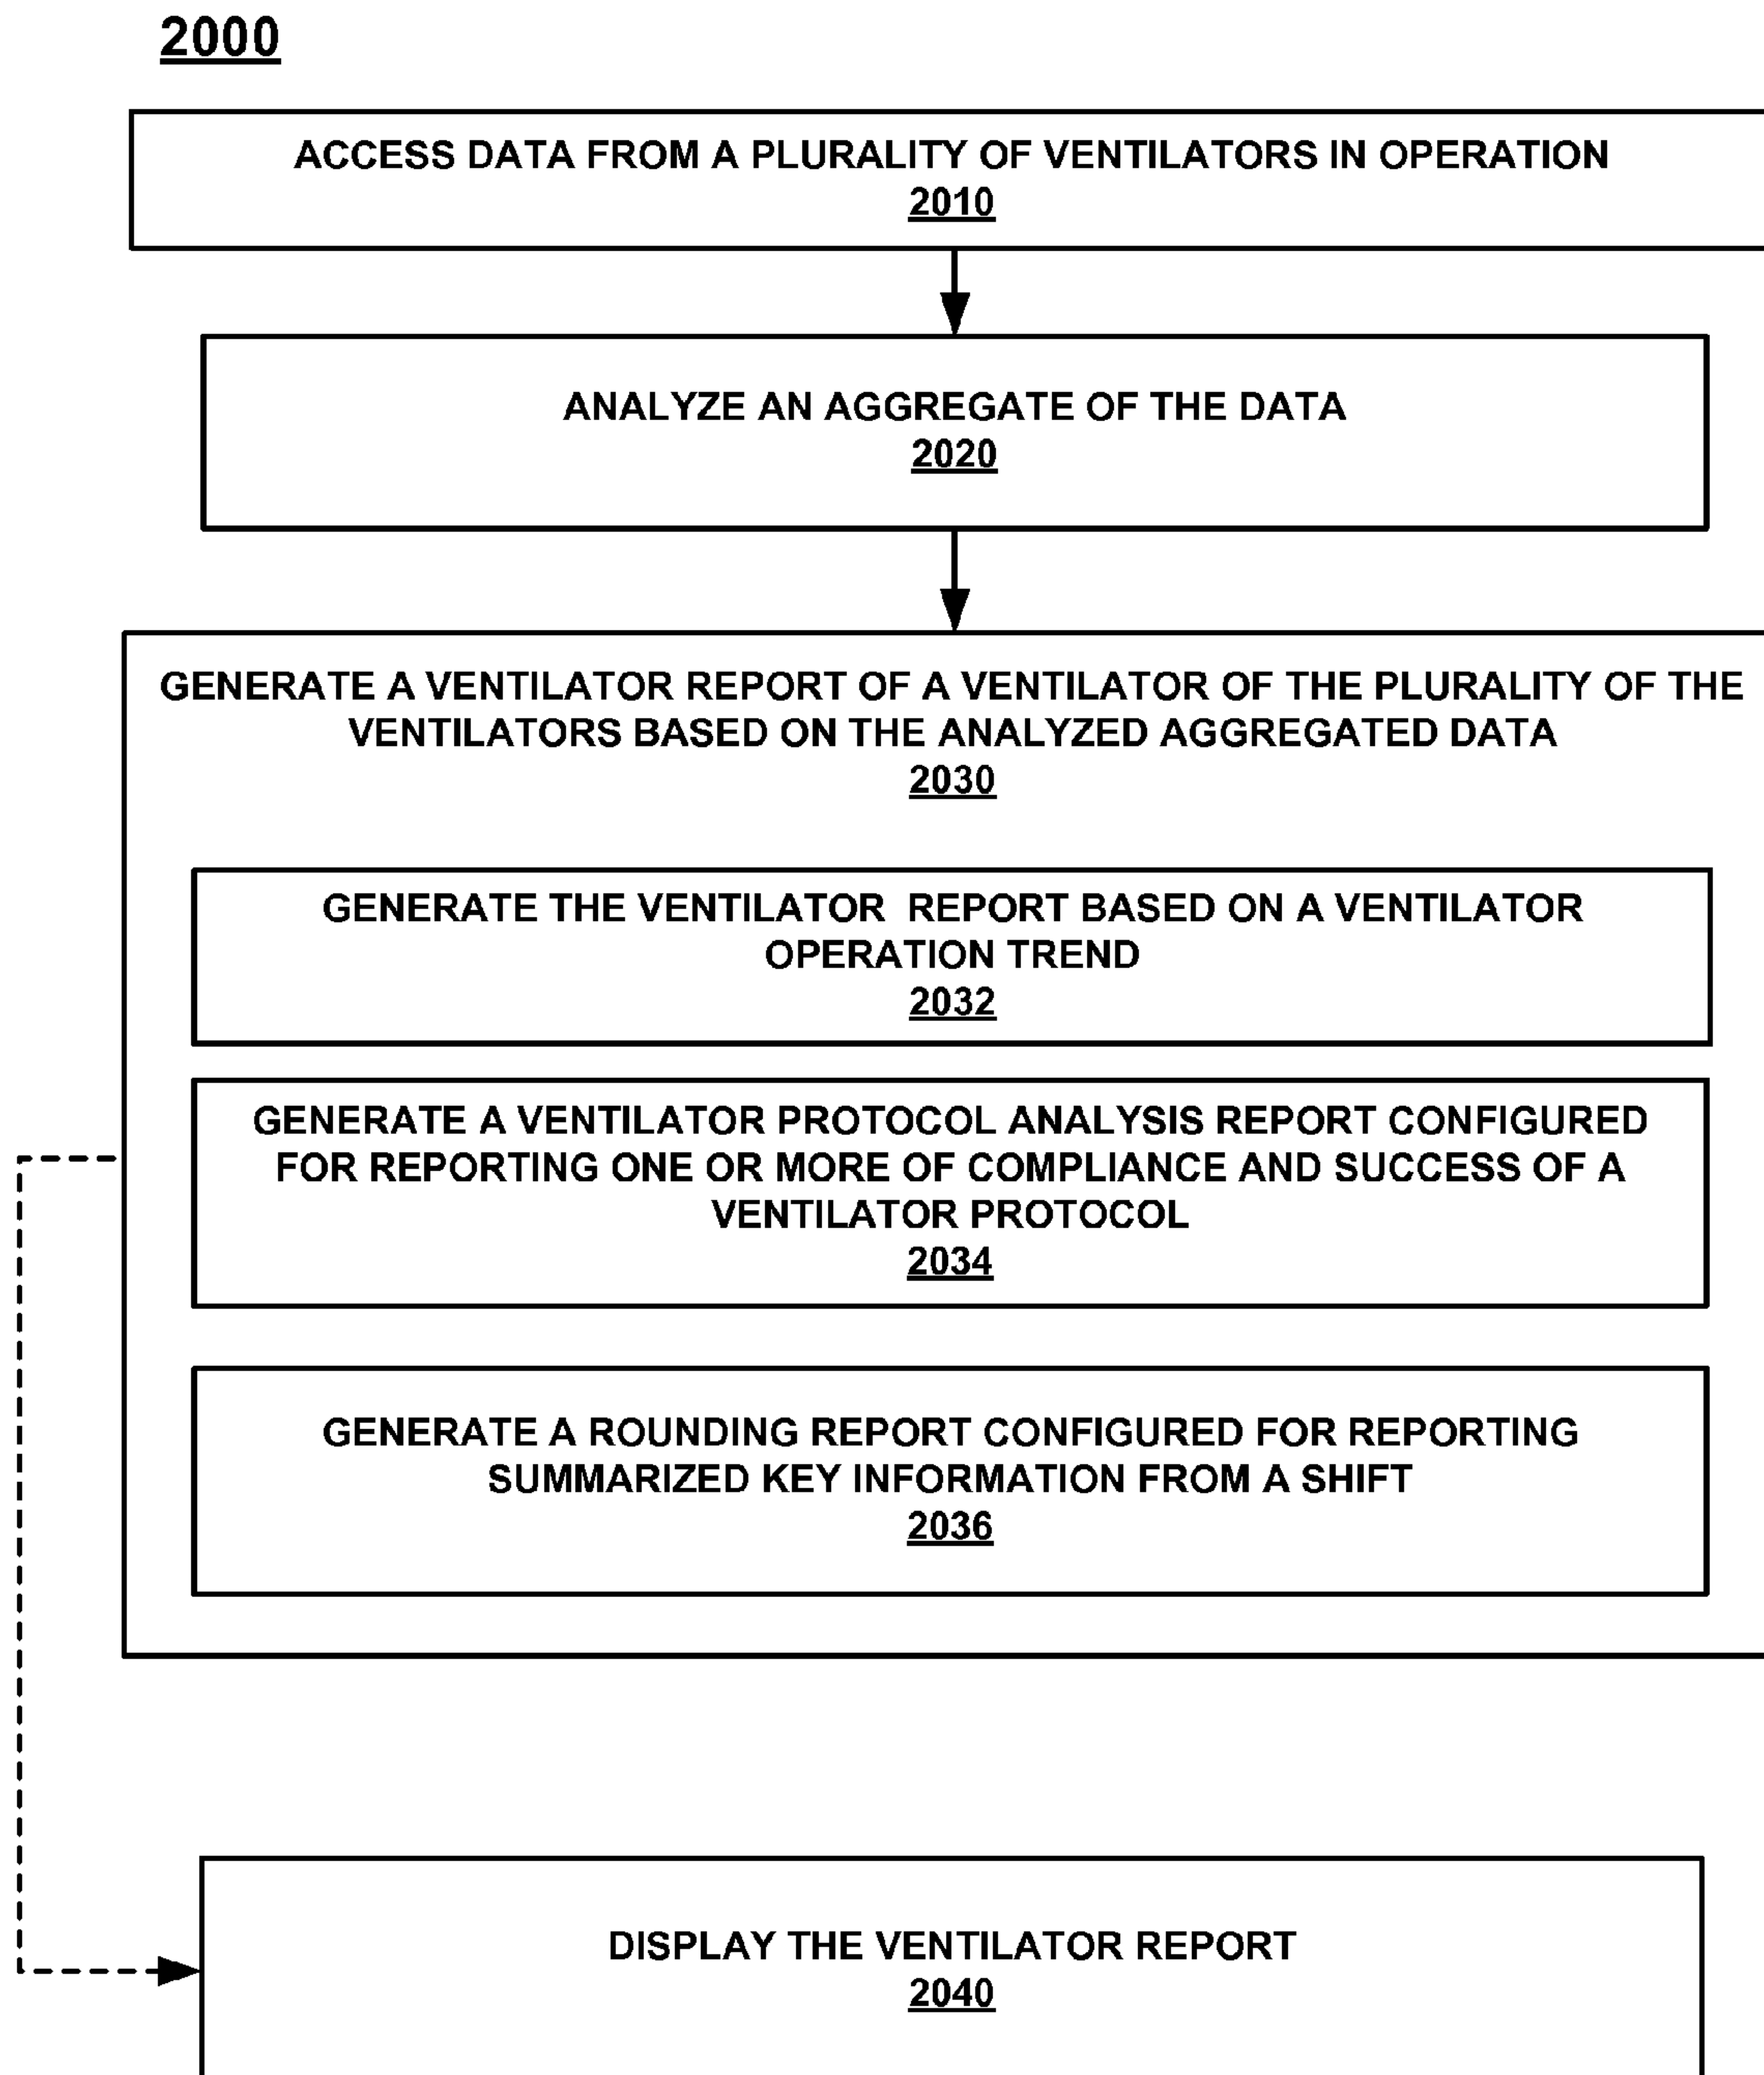 2000
ACCESS DATA FROM A PLURALITY OF VENTILATORS IN OPERATION
2010
ANALYZE AN AGGREGATE OF THE DATA
2020
GENERATE A VENTILATOR REPORT OF A VENTILATOR OF THE PLURALITY OF THE
VENTILATORS BASED ON THE ANALYZED AGGREGATED DATA
2030
GENERATE THE VENTILATOR REPORT BASED ON A VENTILATOR
OPERATION TREND
2032
GENERATE A VENTILATOR PROTOCOL ANALYSIS REPORT CONFIGURED
FOR REPORTING ONE OR MORE OF COMPLIANCE AND SUCCESS OF A
VENTILATOR PROTOCOL
2034
GENERATE A ROUNDING REPORT CONFIGURED FOR REPORTING
SUMMARIZED KEY INFORMATION FROM A SHIFT
2036
DISPLAY THE VENTILATOR REPORT
2040